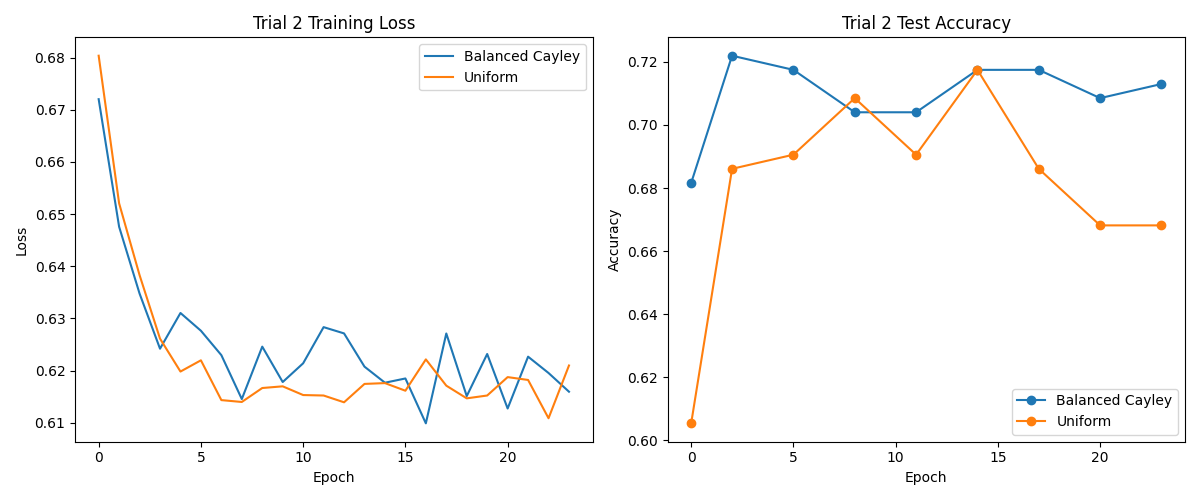 Trial 2 Training Loss
Balanced Cayley
Uniform
0.68
0.67
0.66
0.65
0.64
0.63
0.62
0.61
Loss
0 5 10 15 20
Epoch
Trial 2 Test Accuracy
0.72
0.70
0.68
0.66
0.64
0.62
0.60
Accuracy
Balanced Cayley
Uniform
0 5 10 15 20
Epoch